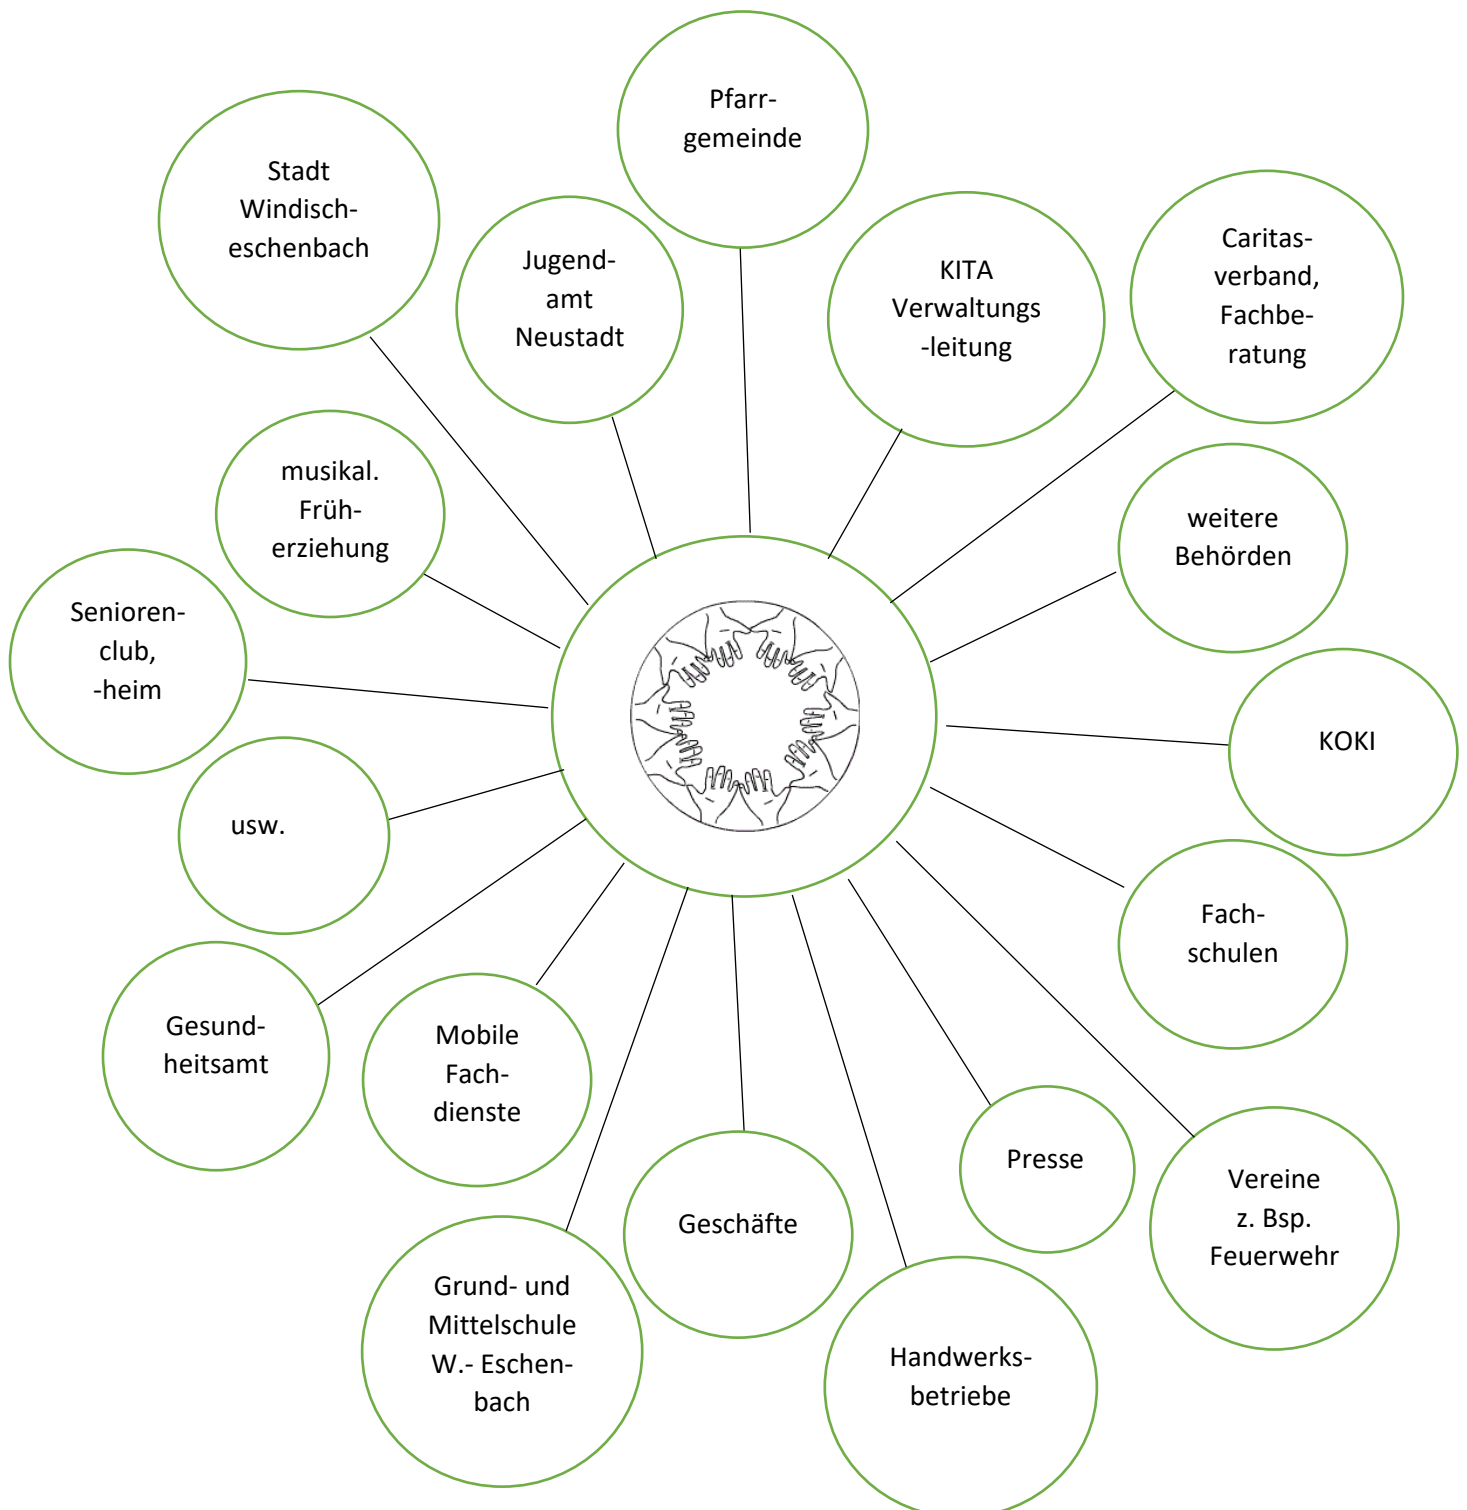 Pfarr-
gemeinde
Stadt
Windisch-
eschenbach
Jugend-
amt
Neustadt
KITA
Verwaltungs
-leitung
Caritas-
verband,
Fachbe-
ratung
musikal.
Früh-
erziehung
weitere
Behörden
Senioren-
club,
-heim
KOKI
usw.
Fach-
schulen
Gesund-
heitsamt
Mobile
Fach-
dienste
Presse
Vereine
z. Bsp.
Feuerwehr
Geschäfte
Grund- und
Mittelschule
W.- Eschen-
bach
Handwerks-
betriebe